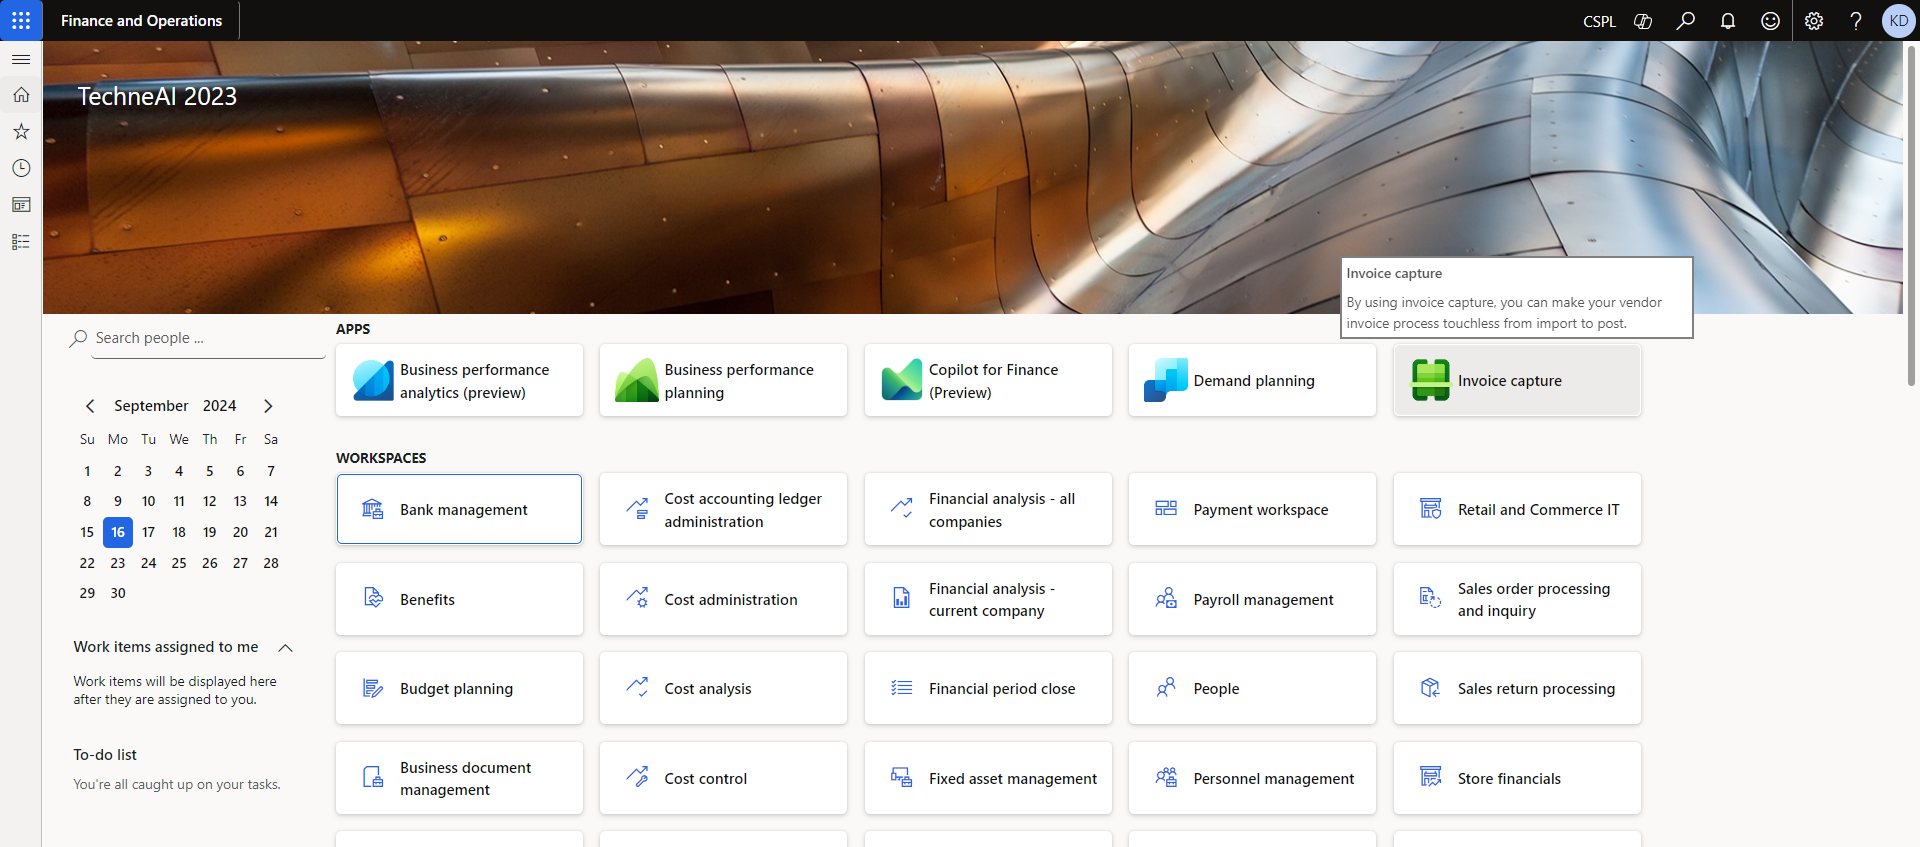 Finance and Operations
CSPL
KD
TechneAI 2023
Invoice capture
By using invoice capture, you can make your vendor
invoice process touchless from import to post.
Search people ...
September 2024
Su Mo Tu We Th Fr Sa
1 2 3 4 5 6 7
8 9 10 11 12 13 14
15 16 17 18 19 20 21
22 23 24 25 26 27 28
29 30
Work items assigned to me
Work items will be displayed here
after they are assigned to you.
To-do list
You're all caught up on your tasks.
APPS
Business performance
analytics (preview)
Business performance
planning
Copilot for Finance
(Preview)
Demand planning
Invoice capture
WORKSPACES
Bank management
Cost accounting ledger
administration
Financial analysis - all
companies
Payment workspace
Retail and Commerce IT
Benefits
Cost administration
Financial analysis -
current company
Payroll management
Sales order processing
and inquiry
Budget planning
Cost analysis
Financial period close
People
Sales return processing
Business document
management
Cost control
Fixed asset management
Personnel management
Store financials